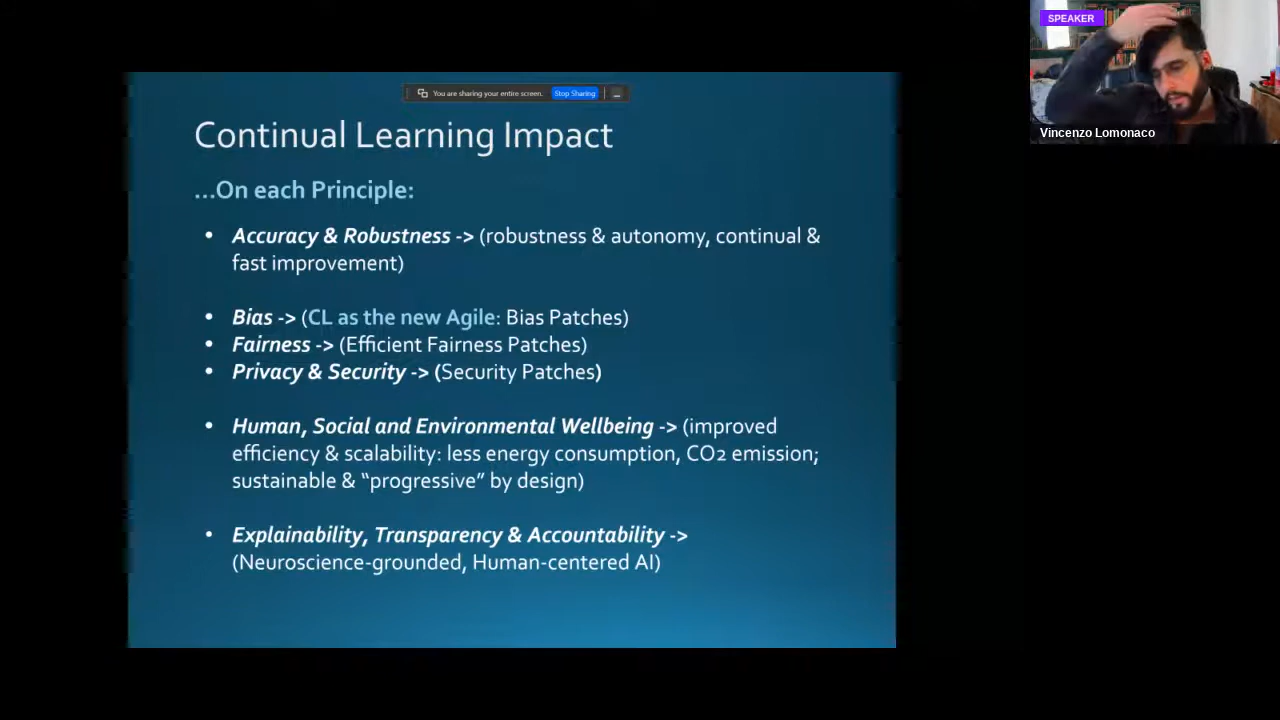 SPEAKER
Vincenzo Lomonaco
You are sharing your entire screen.
Stop Sharing
Continual Learning Impact
...On each Principle:
• Accuracy & Robustness -> (robustness & autonomy, continual &
fast improvement)
• Bias -> (CL as the new Agile: Bias Patches)
• Fairness -> (Efficient Fairness Patches)
• Privacy & Security -> (Security Patches)
• Human, Social and Environmental Wellbeing -> (improved
efficiency & scalability: less energy consumption, CO2 emission;
sustainable & “progressive” by design)
• Explainability, Transparency & Accountability ->
(Neuroscience-grounded, Human-centered AI)